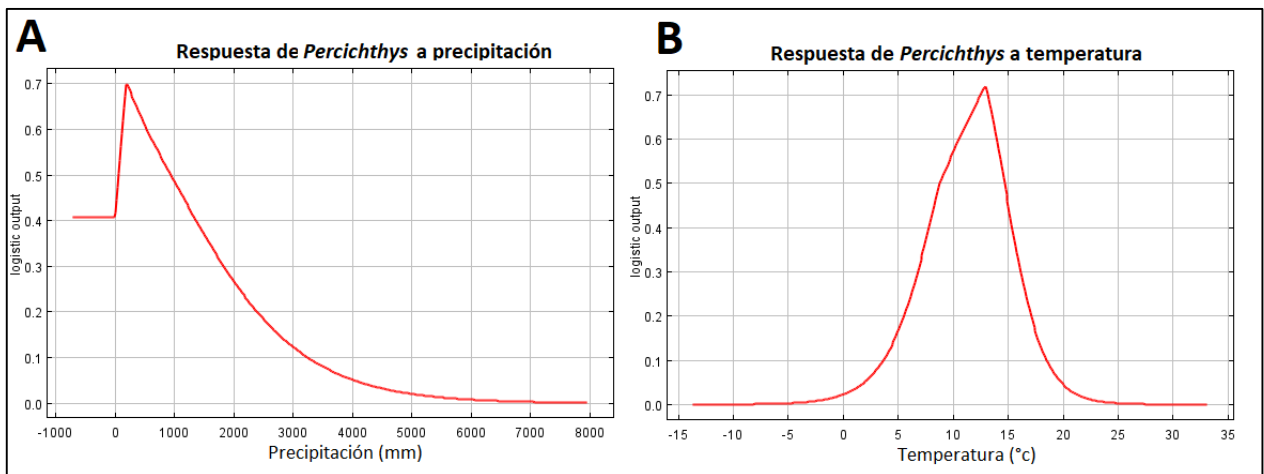 A
Respuesta de Percichthys a precipitación
logistic output
0.7
0.6
0.5
0.4
0.3
0.2
0.1
0.0
-1000 0 1000 2000 3000 4000 5000 6000 7000 8000
Precipitación (mm)
B
Respuesta de Percichthys a temperatura
logistic output
0.7
0.6
0.5
0.4
0.3
0.2
0.1
0.0
-15 -10 -5 0 5 10 15 20 25 30 35
Temperatura (°c)